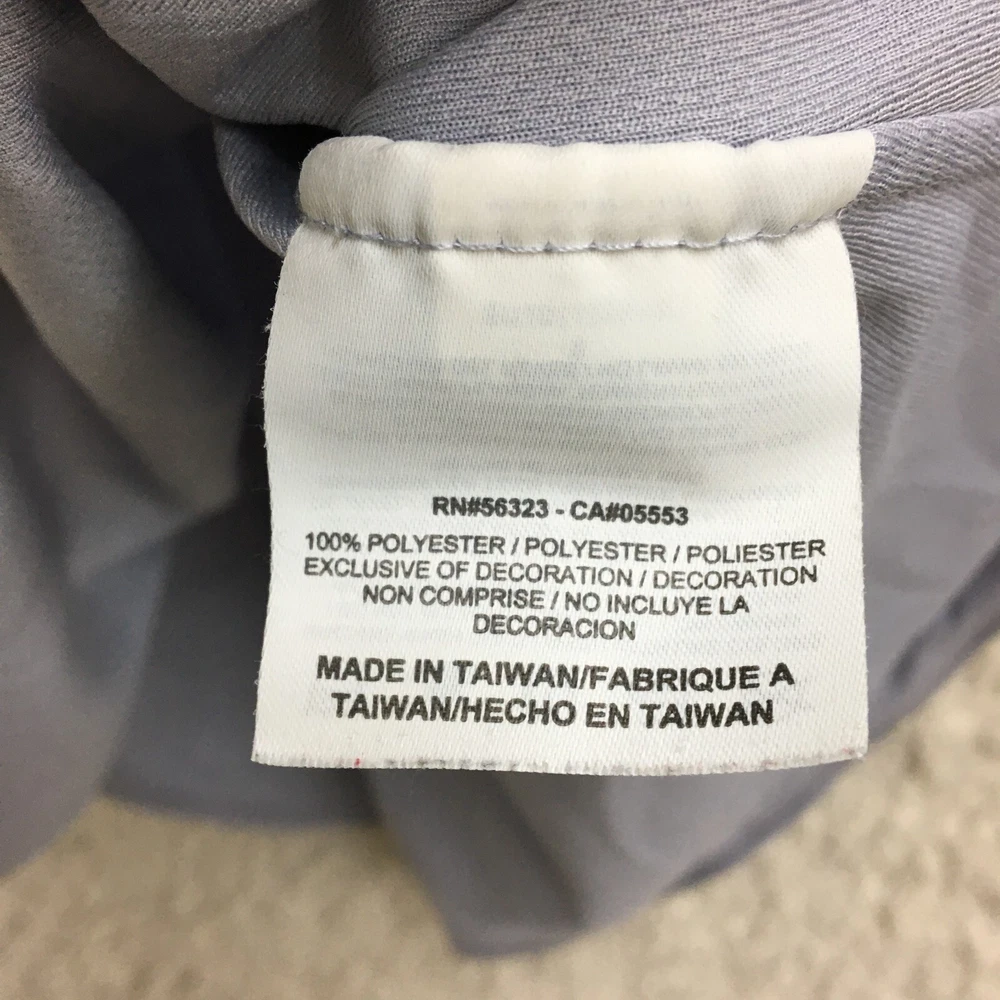 RN#56323 - CA#05553
100% POLYESTER / POLYESTER / POLIESTER
EXCLUSIVE OF DECORATION / DECORATION
NON COMPRISE / NO INCLUYE LA
DECORACION
MADE IN TAIWAN/FABRIQUE A
TAIWAN/HECHO EN TAIWAN